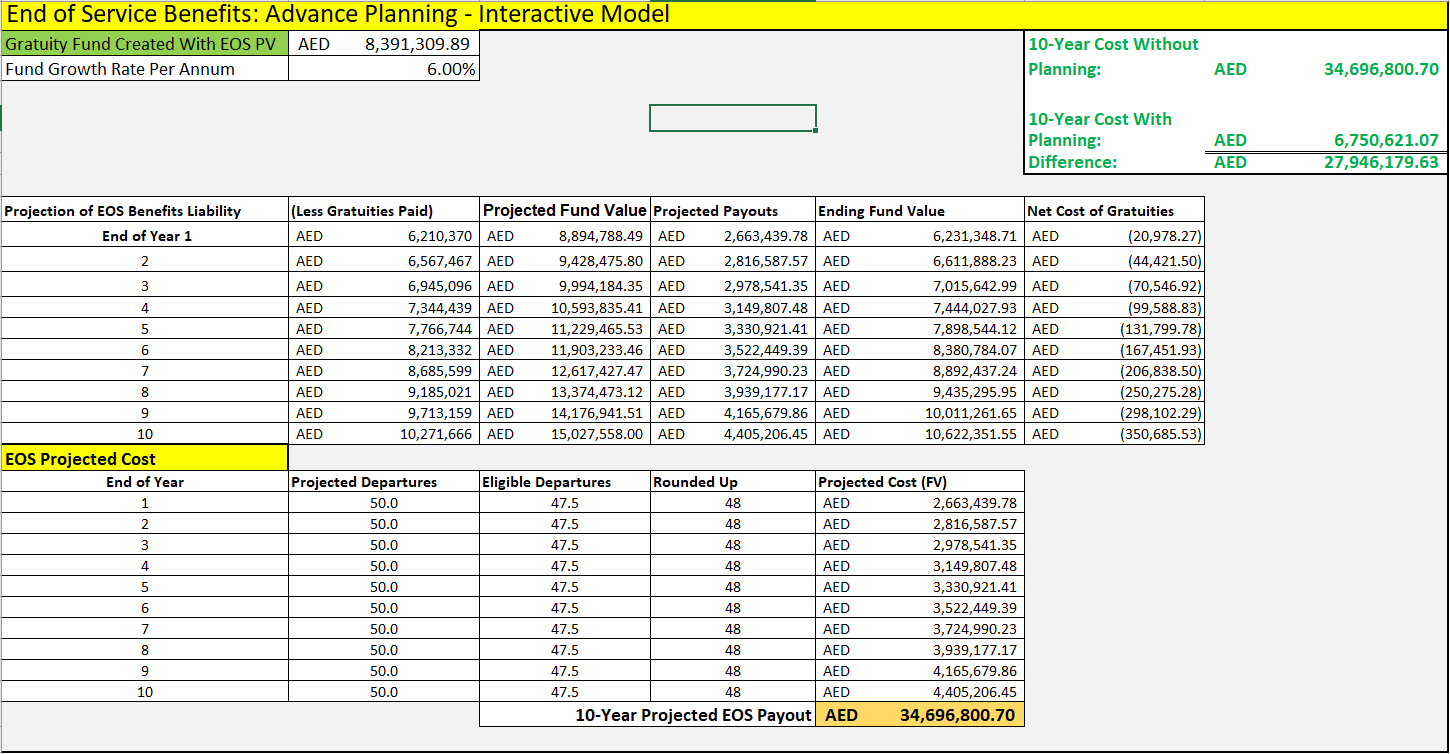 End of Service Benefits: Advance Planning - Interactive Model
Gratuity Fund Created With EOS PV AED 8,391,309.89
Fund Growth Rate Per Annum 6.00%
10-Year Cost Without
Planning: AED 34,696,800.70
10-Year Cost With
Planning: AED 6,750,621.07
Difference: AED 27,946,179.63
Projection of EOS Benefits Liability (Less Gratuities Paid) Projected Fund Value Projected Payouts Ending Fund Value Net Cost of Gratuities
End of Year 1 AED 6,210,370 AED 8,894,788.49 AED 2,663,439.78 AED 6,231,348.71 AED (20,978.27)
2 AED 6,567,467 AED 9,428,475.80 AED 2,816,587.57 AED 6,611,888.23 AED (44,421.50)
3 AED 6,945,096 AED 9,994,184.35 AED 2,978,541.35 AED 7,015,642.99 AED (70,546.92)
4 AED 7,344,439 AED 10,593,835.41 AED 3,149,807.48 AED 7,444,027.93 AED (99,588.83)
5 AED 7,766,744 AED 11,229,465.53 AED 3,330,921.41 AED 7,898,544.12 AED (131,799.78)
6 AED 8,213,332 AED 11,903,233.46 AED 3,522,449.39 AED 8,380,784.07 AED (167,451.93)
7 AED 8,685,599 AED 12,617,427.47 AED 3,724,990.23 AED 8,892,437.24 AED (206,838.50)
8 AED 9,185,021 AED 13,374,473.12 AED 3,939,177.17 AED 9,435,295.95 AED (250,275.28)
9 AED 9,713,159 AED 14,176,941.51 AED 4,165,679.86 AED 10,011,261.65 AED (298,102.29)
10 AED 10,271,666 AED 15,027,558.00 AED 4,405,206.45 AED 10,622,351.55 AED (350,685.53)
EOS Projected Cost
End of Year Projected Departures Eligible Departures Rounded Up Projected Cost (FV)
1 50.0 47.5 48 AED 2,663,439.78
2 50.0 47.5 48 AED 2,816,587.57
3 50.0 47.5 48 AED 2,978,541.35
4 50.0 47.5 48 AED 3,149,807.48
5 50.0 47.5 48 AED 3,330,921.41
6 50.0 47.5 48 AED 3,522,449.39
7 50.0 47.5 48 AED 3,724,990.23
8 50.0 47.5 48 AED 3,939,177.17
9 50.0 47.5 48 AED 4,165,679.86
10 50.0 47.5 48 AED 4,405,206.45
10-Year Projected EOS Payout AED 34,696,800.70